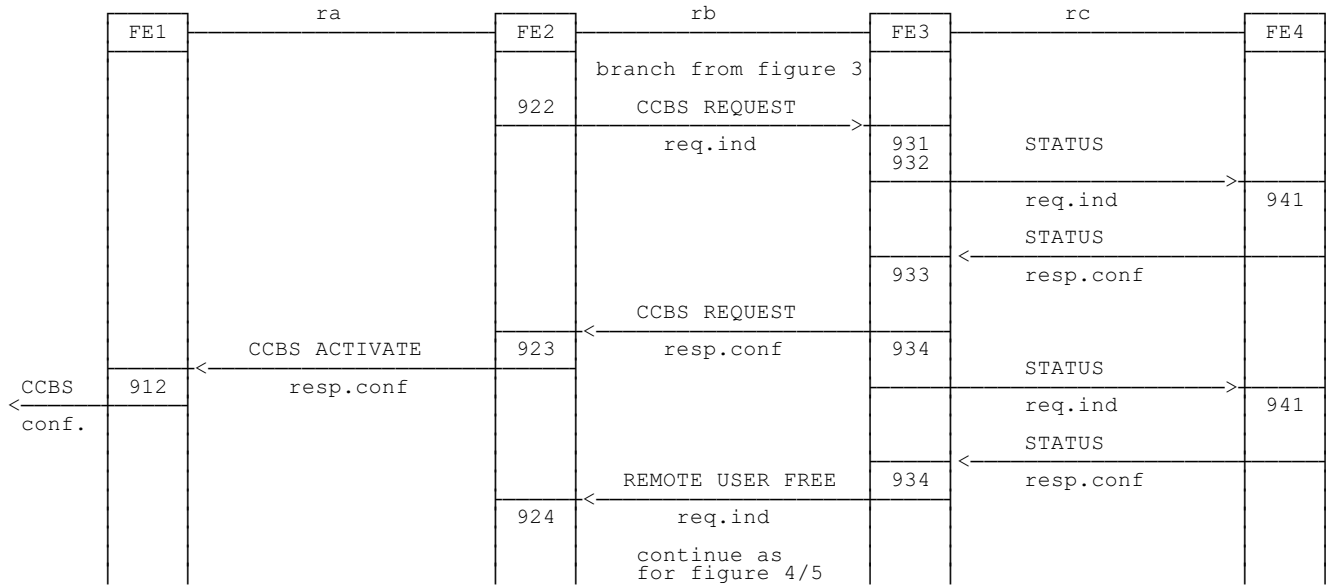 ra rb rc
FE1 FE2 FE3 FE4
branch from figure 3
922 CCBS REQUEST
req.ind 931 STATUS
932
req.ind 941
STATUS
933 resp.conf
CCBS REQUEST
CCBS ACTIVATE 923 resp.conf 934
STATUS
CCBS 912 resp.conf
req.ind 941
conf.
STATUS
REMOTE USER FREE 934 resp.conf
924 req.ind
continue as
for figure 4/5